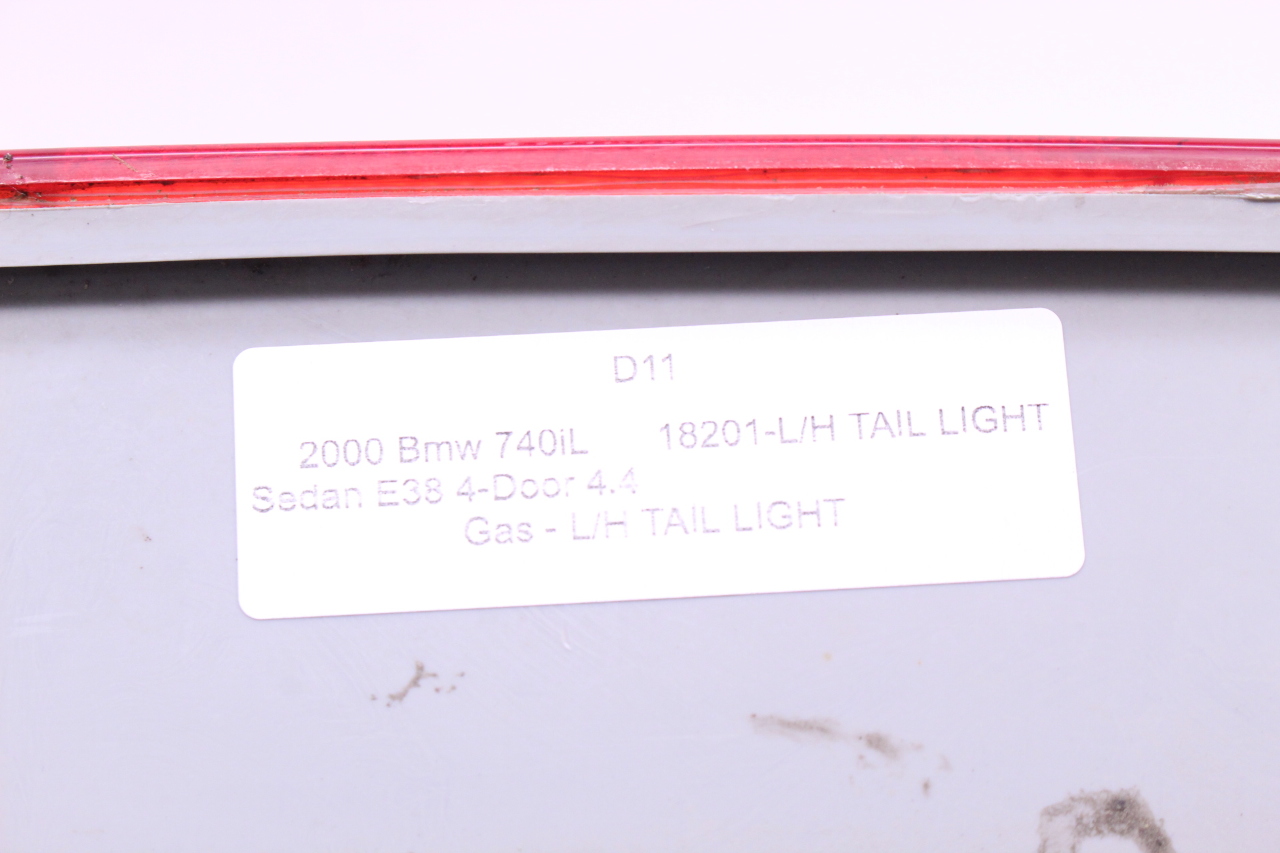 D11
2000 Bmw 740iL 18201-L/H TAIL LIGHT
Sedan E38 4-Door 4.4
Gas - L/H TAIL LIGHT